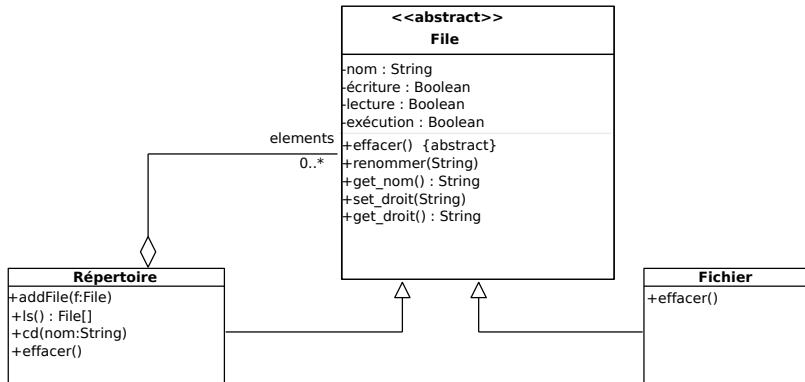 <<abstract>>
File
-nom : String
-écriture : Boolean
-lecture : Boolean
-exécution : Boolean
+effacer() {abstract}
+renommer(String)
+get_nom() : String
+set_droit(String)
+get_droit() : String
elements
0..*
Répertoire
+addFile(f:File)
+ls() : File[]
+cd(nom:String)
+effacer()
Fichier
+effacer()